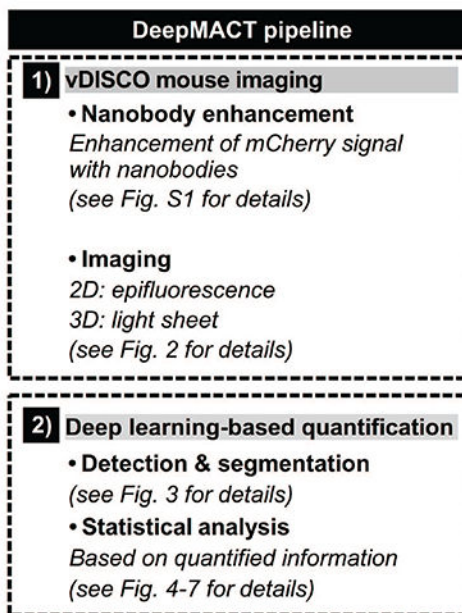 DeepMACT pipeline
1) vDISCO mouse imaging
• Nanobody enhancement
Enhancement of mCherry signal
with nanobodies
(see Fig. S1 for details)
• Imaging
2D: epifluorescence
3D: light sheet
(see Fig. 2 for details)
2) Deep learning-based quantification
• Detection & segmentation
(see Fig. 3 for details)
• Statistical analysis
Based on quantified information
(see Fig. 4-7 for details)